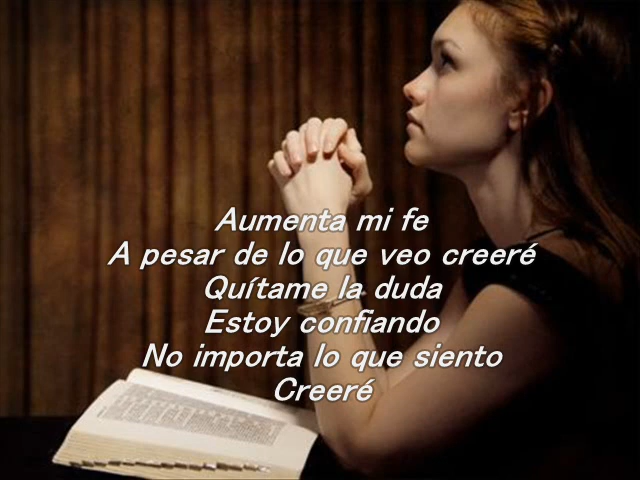 Aumenta mi fe
A pesar de lo que veo creeré
Quítame la duda
Estoy confiando
No importa lo que siento
Creeré